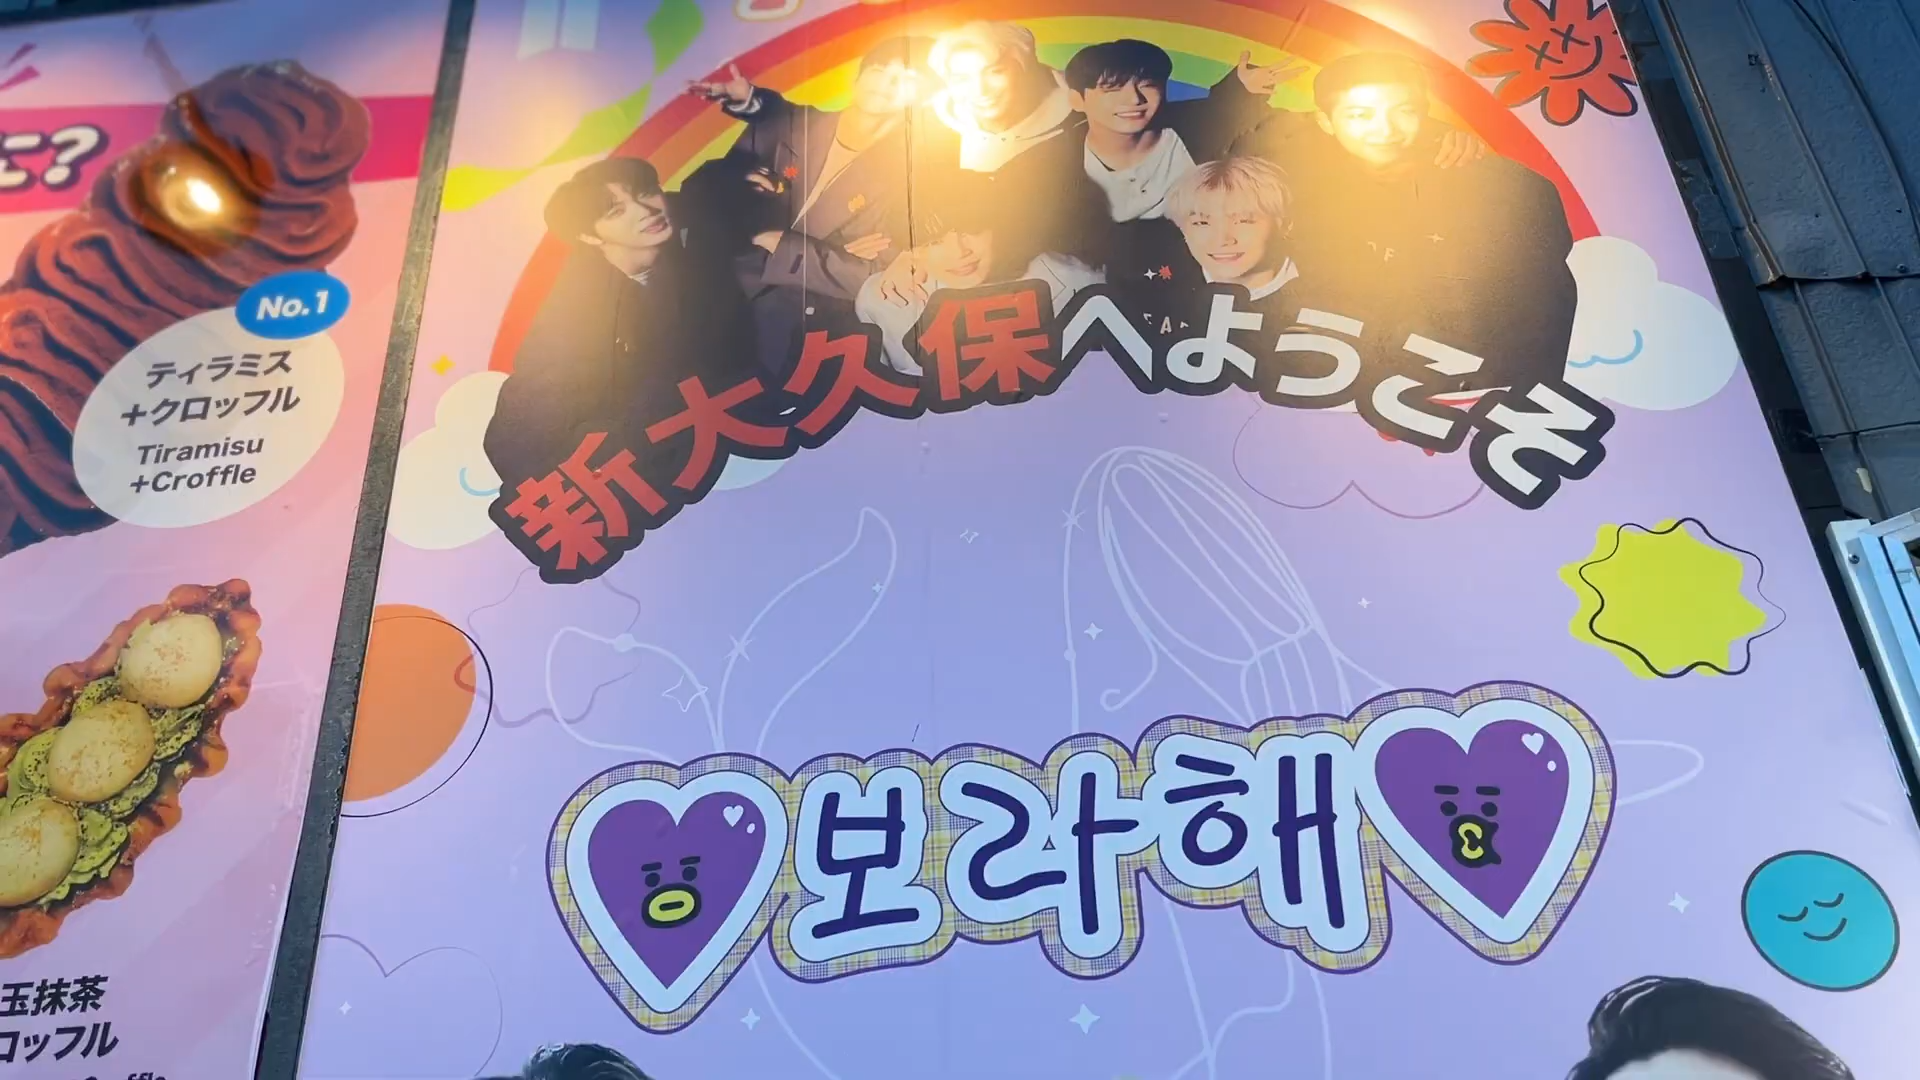 に?
No.1
ティラミス
+クロッフル
Tiramisu
+Croffle
玉抹茶
ロッフル
新大久保へようこそ
보라해